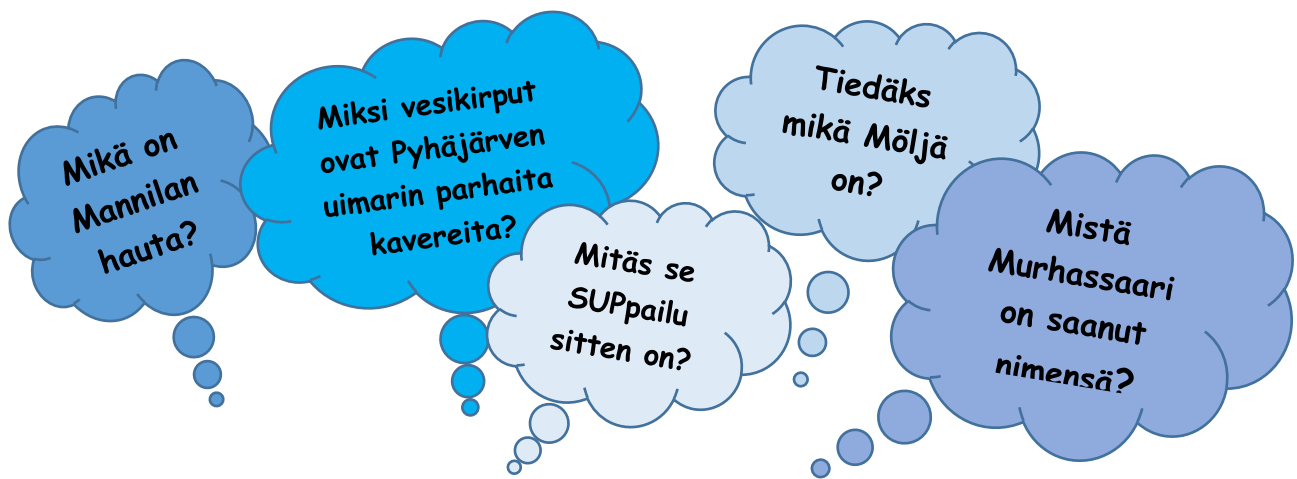 Mikä on
Mannilan
hauta?
Miksi vesikirput
ovat Pyhäjärven
uimarin parhaita
kavereita?
Mitäs se
SUPpailu
sitten on?
Tiedäks
mikä Möljä
on?
Mistä
Murhassaari
on saanut
nimensä?